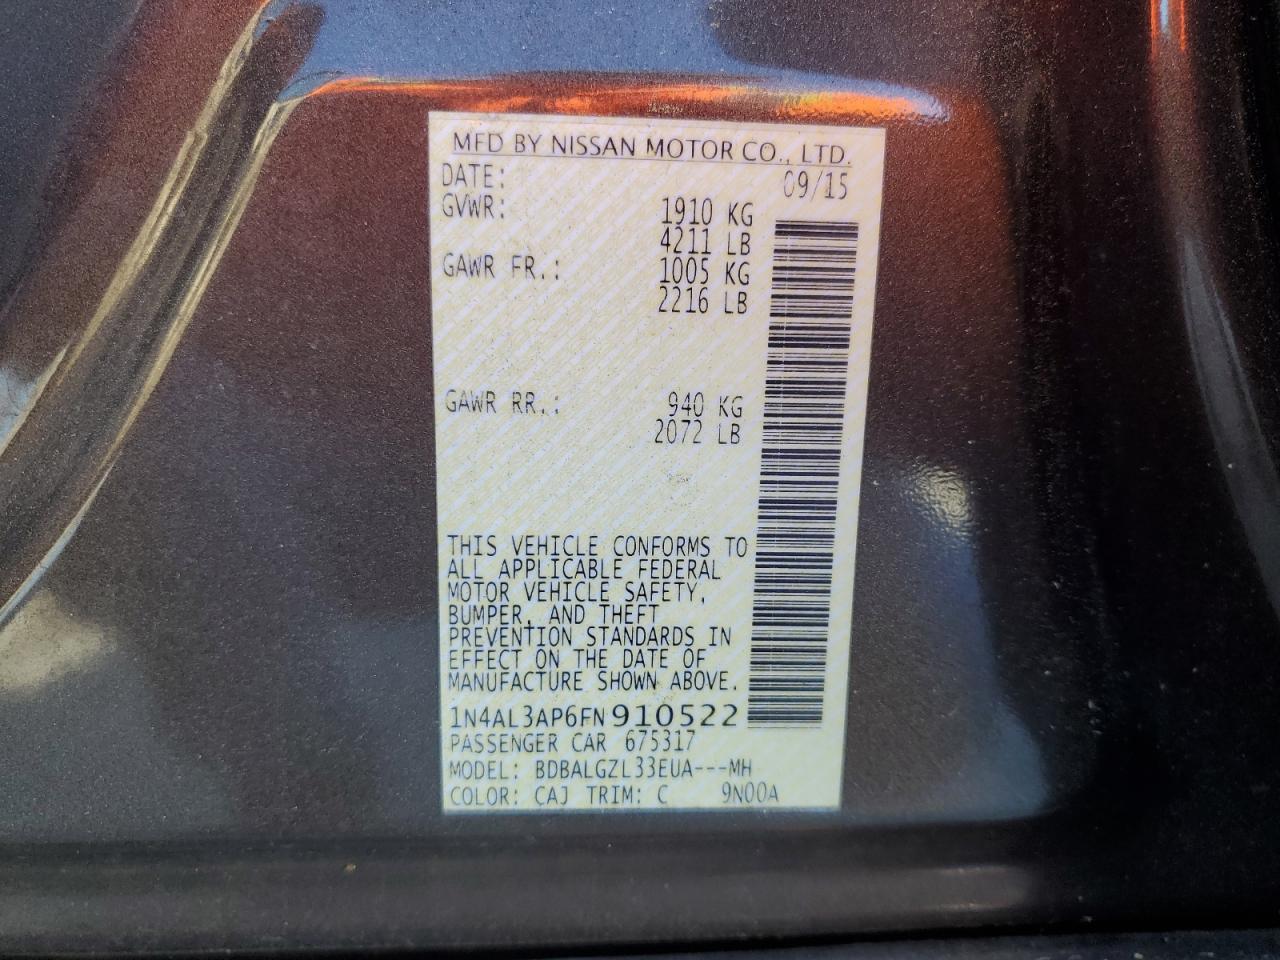 MFD BY NISSAN MOTOR CO., LTD.
DATE: 09/15
GVWR: 1910 KG
4211 LB
GAWR FR.: 1005 KG
2216 LB
GAWR RR.: 940 KG
2072 LB
THIS VEHICLE CONFORMS TO
ALL APPLICABLE FEDERAL
MOTOR VEHICLE SAFETY,
BUMPER, AND THEFT
PREVENTION STANDARDS IN
EFFECT ON THE DATE OF
MANUFACTURE SHOWN ABOVE.
1N4AL3AP6FN910522
PASSENGER CAR 675317
MODEL: BDBALGZL33EUA---MH
COLOR: CAJ TRIM: C 9N00A